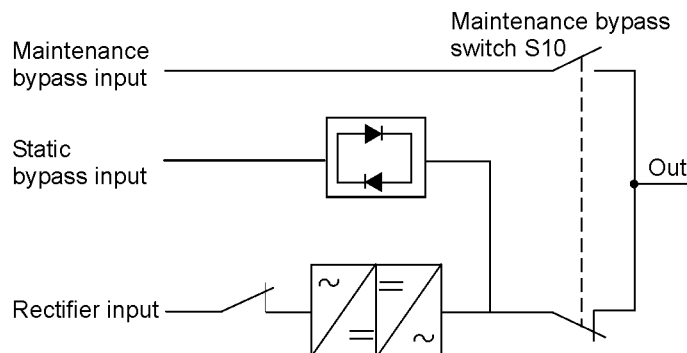 Maintenance bypass
switch S10
Maintenance
bypass input
Static
bypass input
Out
Rectifier input